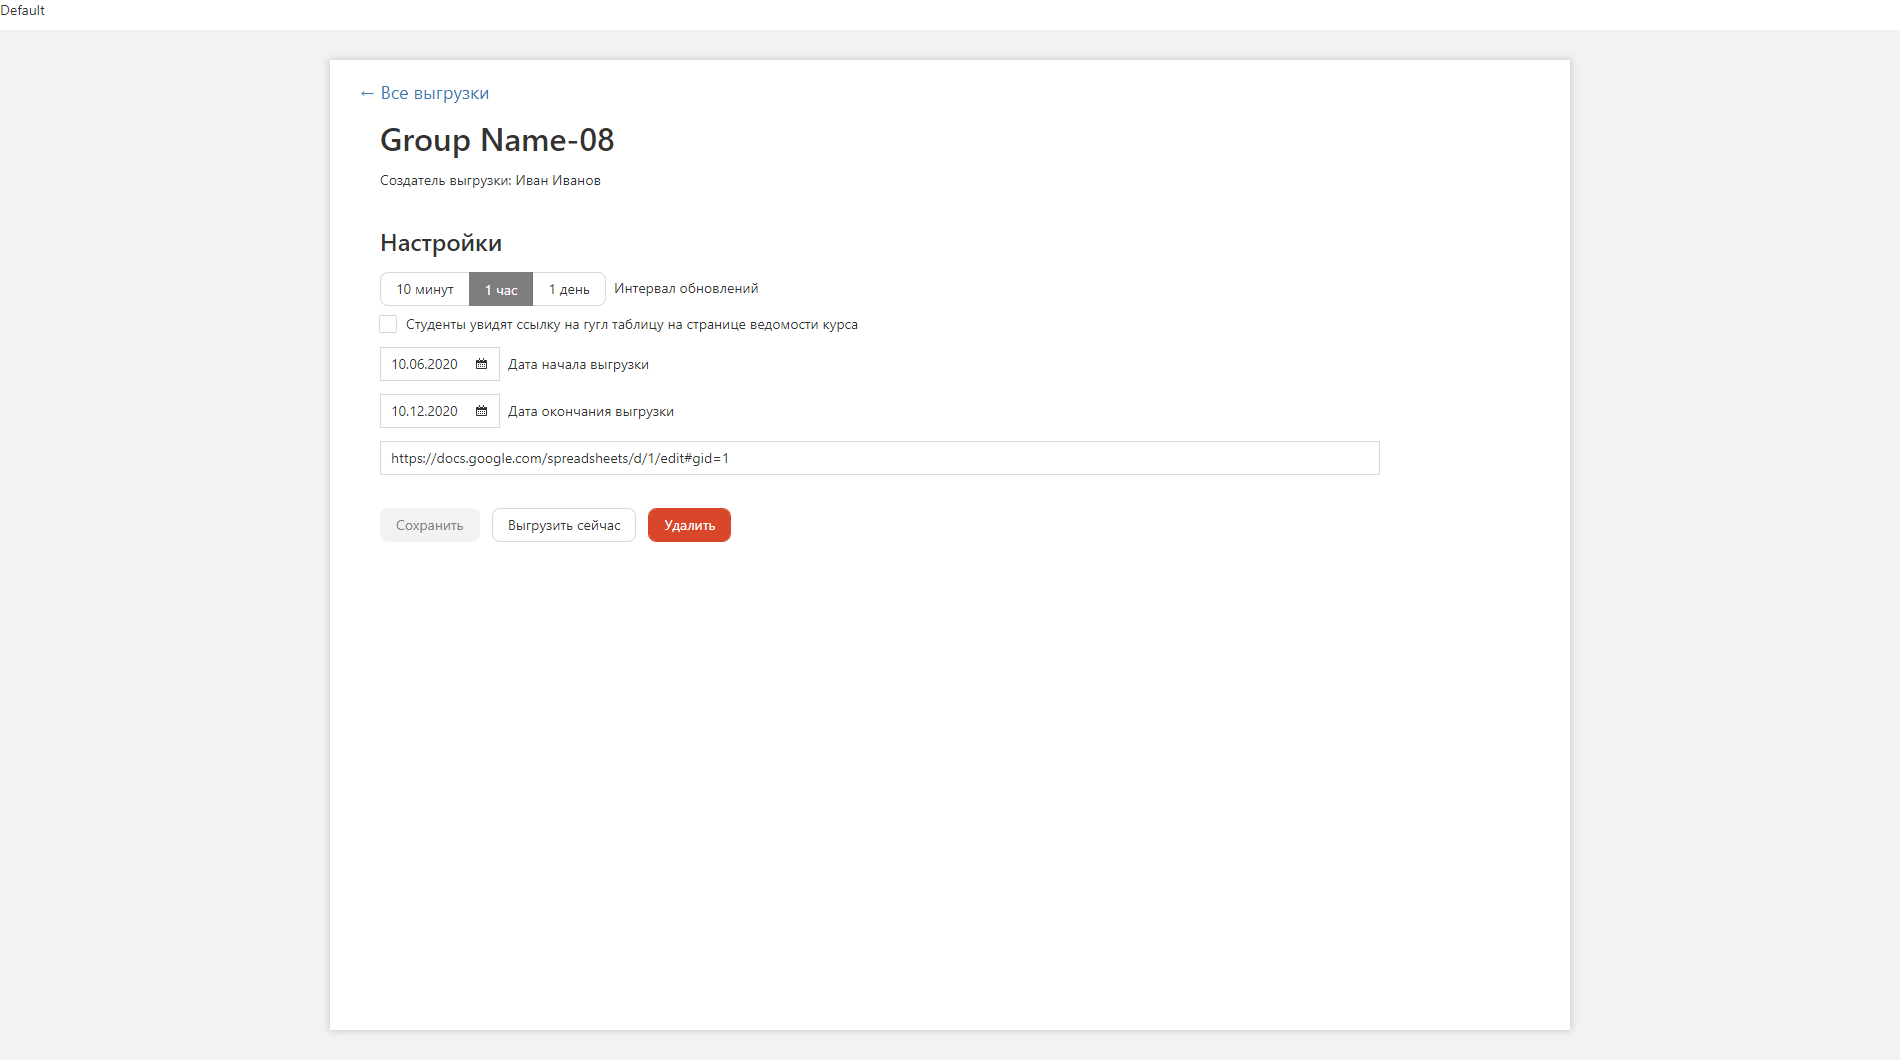 Default
← Все выгрузки
Group Name-08
Создатель выгрузки: Иван Иванов
Настройки
10 минут 1 час 1 день Интервал обновлений
Студенты увидят ссылку на гугл таблицу на странице ведомости курса
10.06.2020 Дата начала выгрузки
10.12.2020 Дата окончания выгрузки
https://docs.google.com/spreadsheets/d/1/edit#gid=1
Сохранить Выгрузить сейчас Удалить